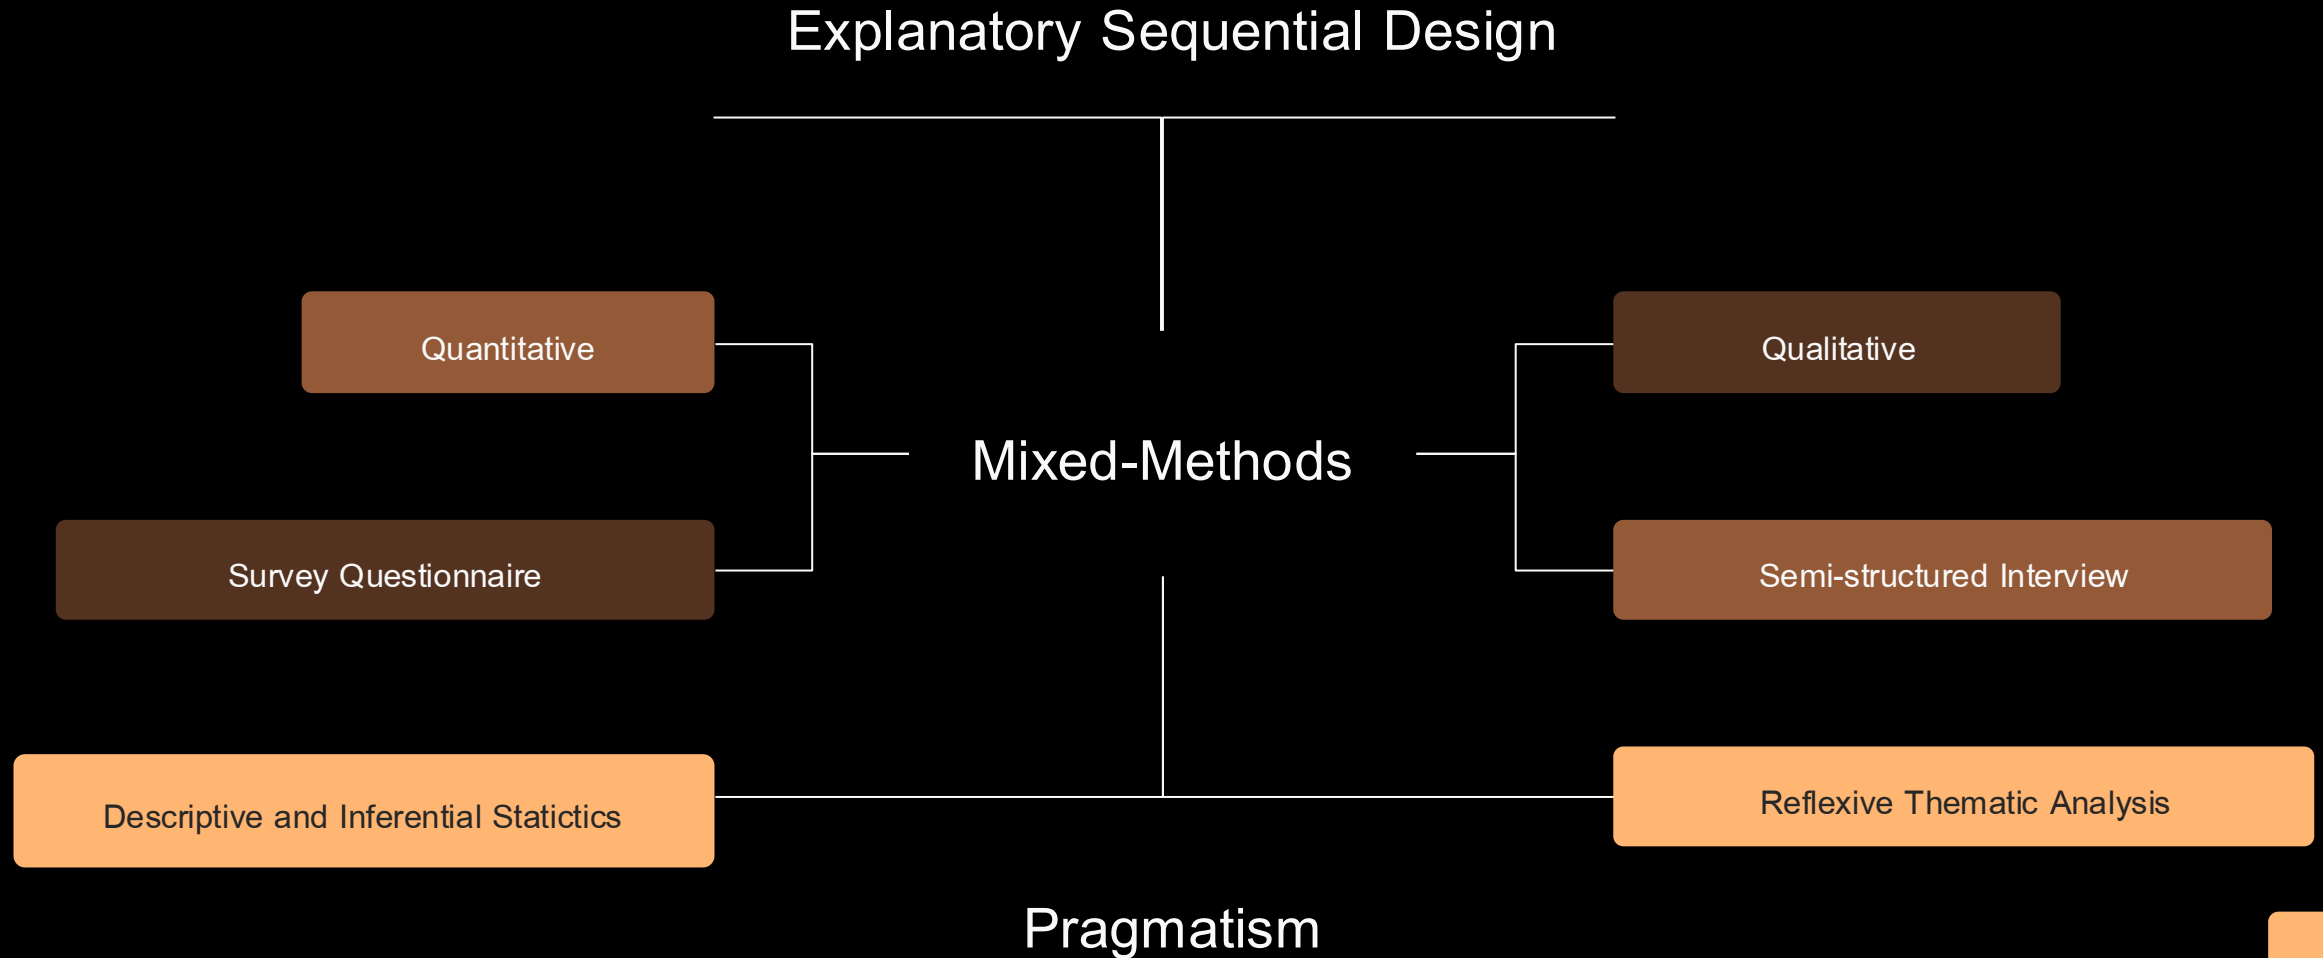 Explanatory Sequential Design
Quantitative
Qualitative
Mixed-Methods
Survey Questionnaire
Semi-structured Interview
Descriptive and Inferential Statictics
Reflexive Thematic Analysis
Pragmatism